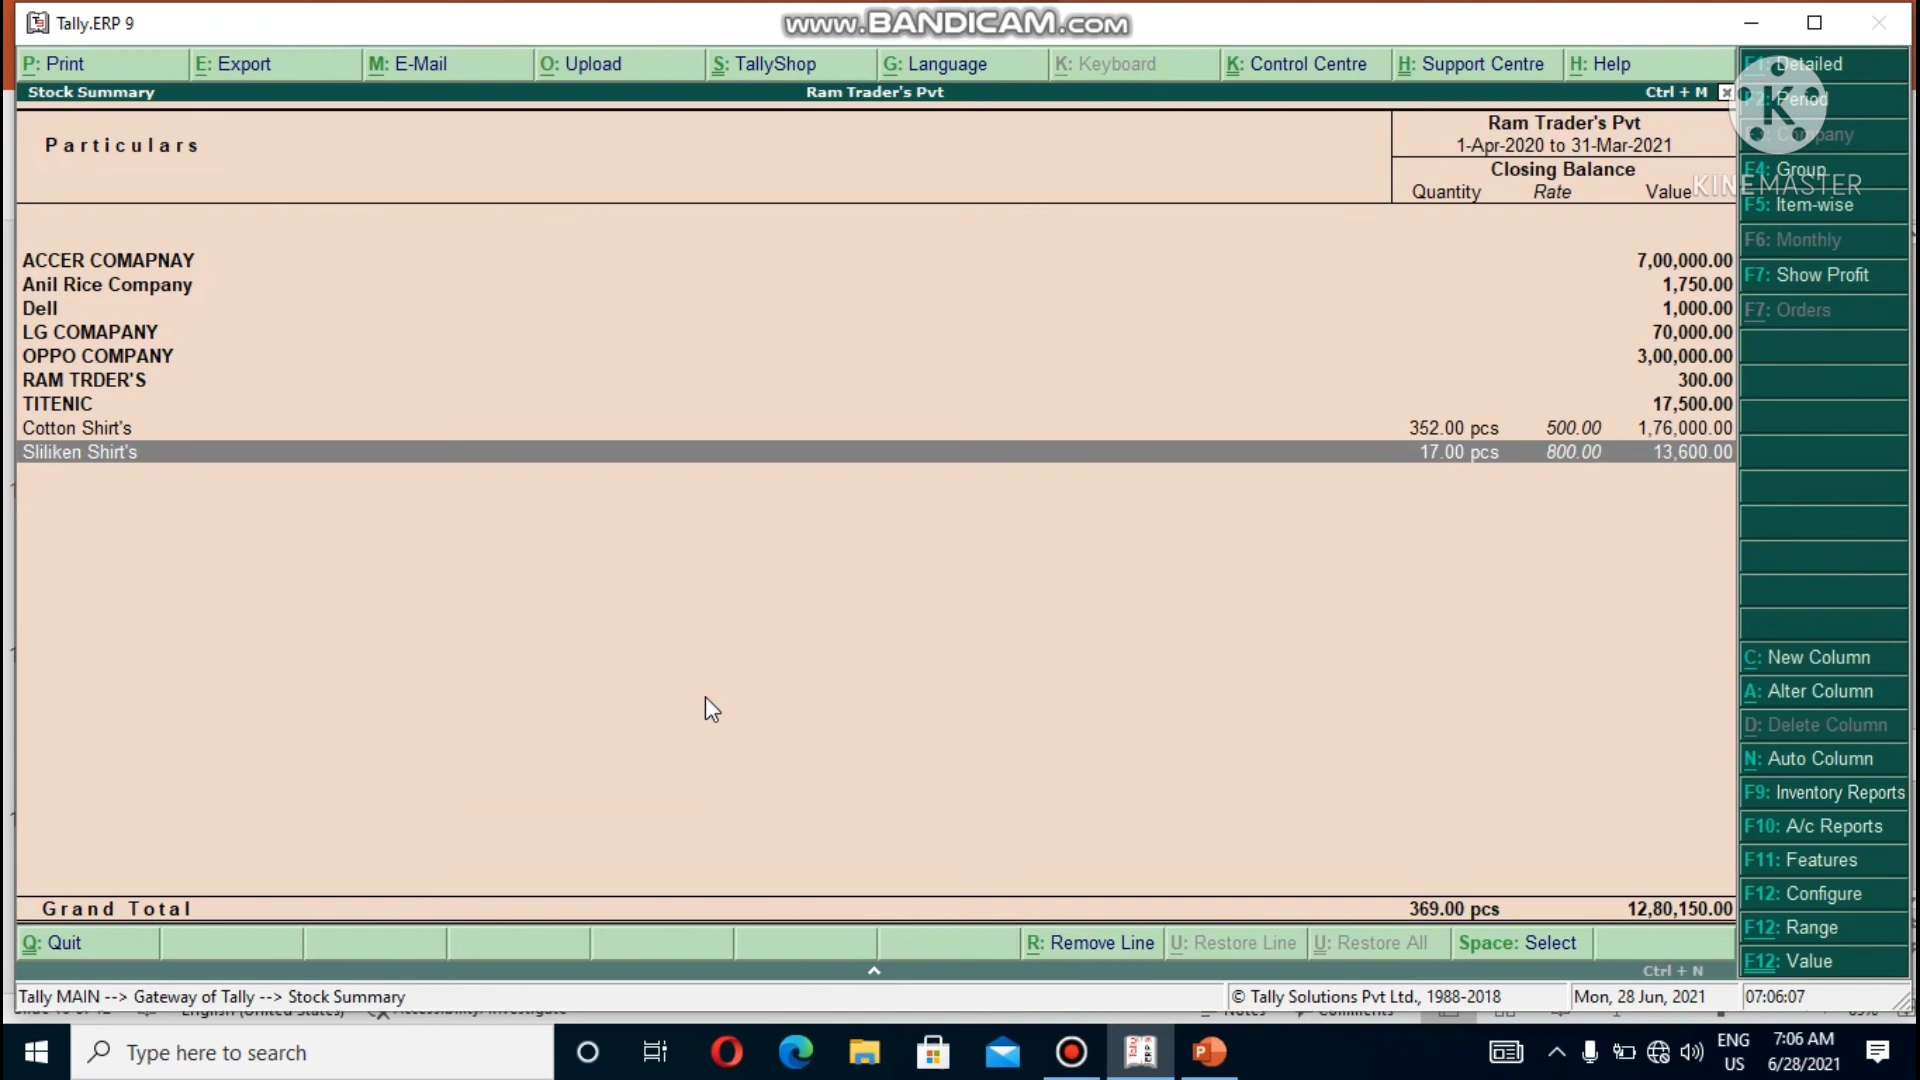 Tally.ERP 9
www.BANDICAM.com
P: Print E: Export M: E-Mail O: Upload S: TallyShop G: Language K: Keyboard K: Control Centre H: Support Centre H: Help
Stock Summary Ram Trader's Pvt Ctrl + M
Particulars
Ram Trader's Pvt
1-Apr-2020 to 31-Mar-2021
Closing Balance
Quantity Rate Value
ACCER COMAPNAY 7,00,000.00
Anil Rice Company 1,750.00
Dell 1,000.00
LG COMAPANY 70,000.00
OPPO COMPANY 3,00,000.00
RAM TRDER'S 300.00
TITENIC 17,500.00
Cotton Shirt's 352.00 pcs 500.00 1,76,000.00
Sliliken Shirt's 17.00 pcs 800.00 13,600.00
Grand Total 369.00 pcs 12,80,150.00
F1: Detailed
F2: Period
F3: Company
F4: Group
KINEMASTER
K
F5: Item-wise
F6: Monthly
F7: Show Profit
F7: Orders
C: New Column
A: Alter Column
D: Delete Column
N: Auto Column
F9: Inventory Reports
F10: A/c Reports
F11: Features
F12: Configure
F12: Range
F12: Value
Q: Quit R: Remove Line U: Restore Line U: Restore All Space: Select
Ctrl + N
Tally MAIN --> Gateway of Tally --> Stock Summary © Tally Solutions Pvt Ltd., 1988-2018 Mon, 28 Jun, 2021 07:06:07
Type here to search
ENG
US
7:06 AM
6/28/2021